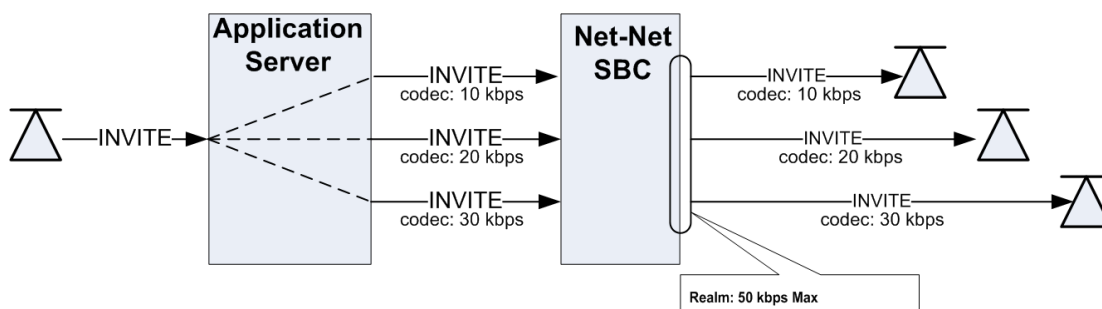 Application
Server
Net-Net
SBC
INVITE
INVITE
codec: 10 kbps
INVITE
codec: 20 kbps
INVITE
codec: 30 kbps
INVITE
codec: 10 kbps
INVITE
codec: 20 kbps
INVITE
codec: 30 kbps
Realm: 50 kbps Max